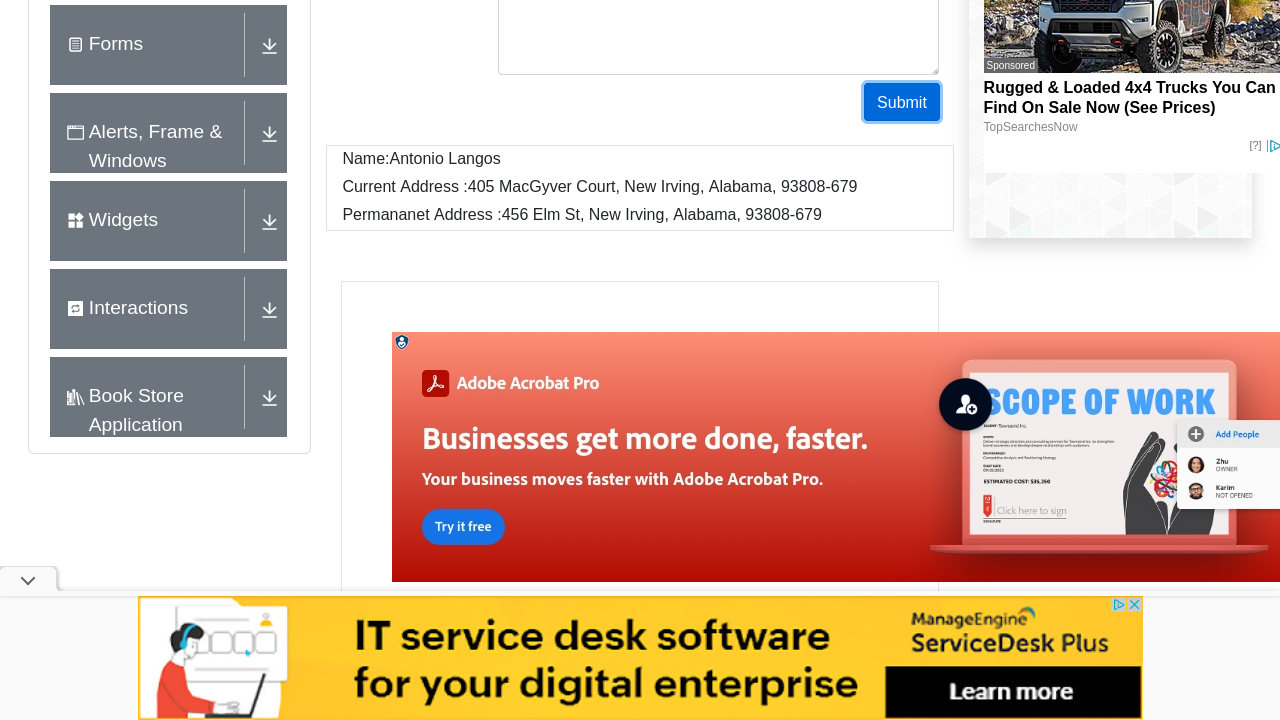 Forms
Alerts, Frame &
Windows
Widgets
Interactions
Book Store
Application
Submit
Name:Antonio Langos
Current Address :405 MacGyver Court, New Irving, Alabama, 93808-679
Permananet Address :456 Elm St, New Irving, Alabama, 93808-679
Sponsored
Rugged & Loaded 4x4 Trucks You Can
Find On Sale Now (See Prices)
TopSearchesNow
[?]
Adobe Acrobat Pro
Businesses get more done, faster.
Your business moves faster with Adobe Acrobat Pro.
Try it free
SCOPE OF WORK
ESTIMATED COST: $35,250
Click here to sign
Add People
Zhu
OWNER
Karim
NOT OPENED
IT service desk software
for your digital enterprise
ManageEngine
ServiceDesk Plus
Learn more